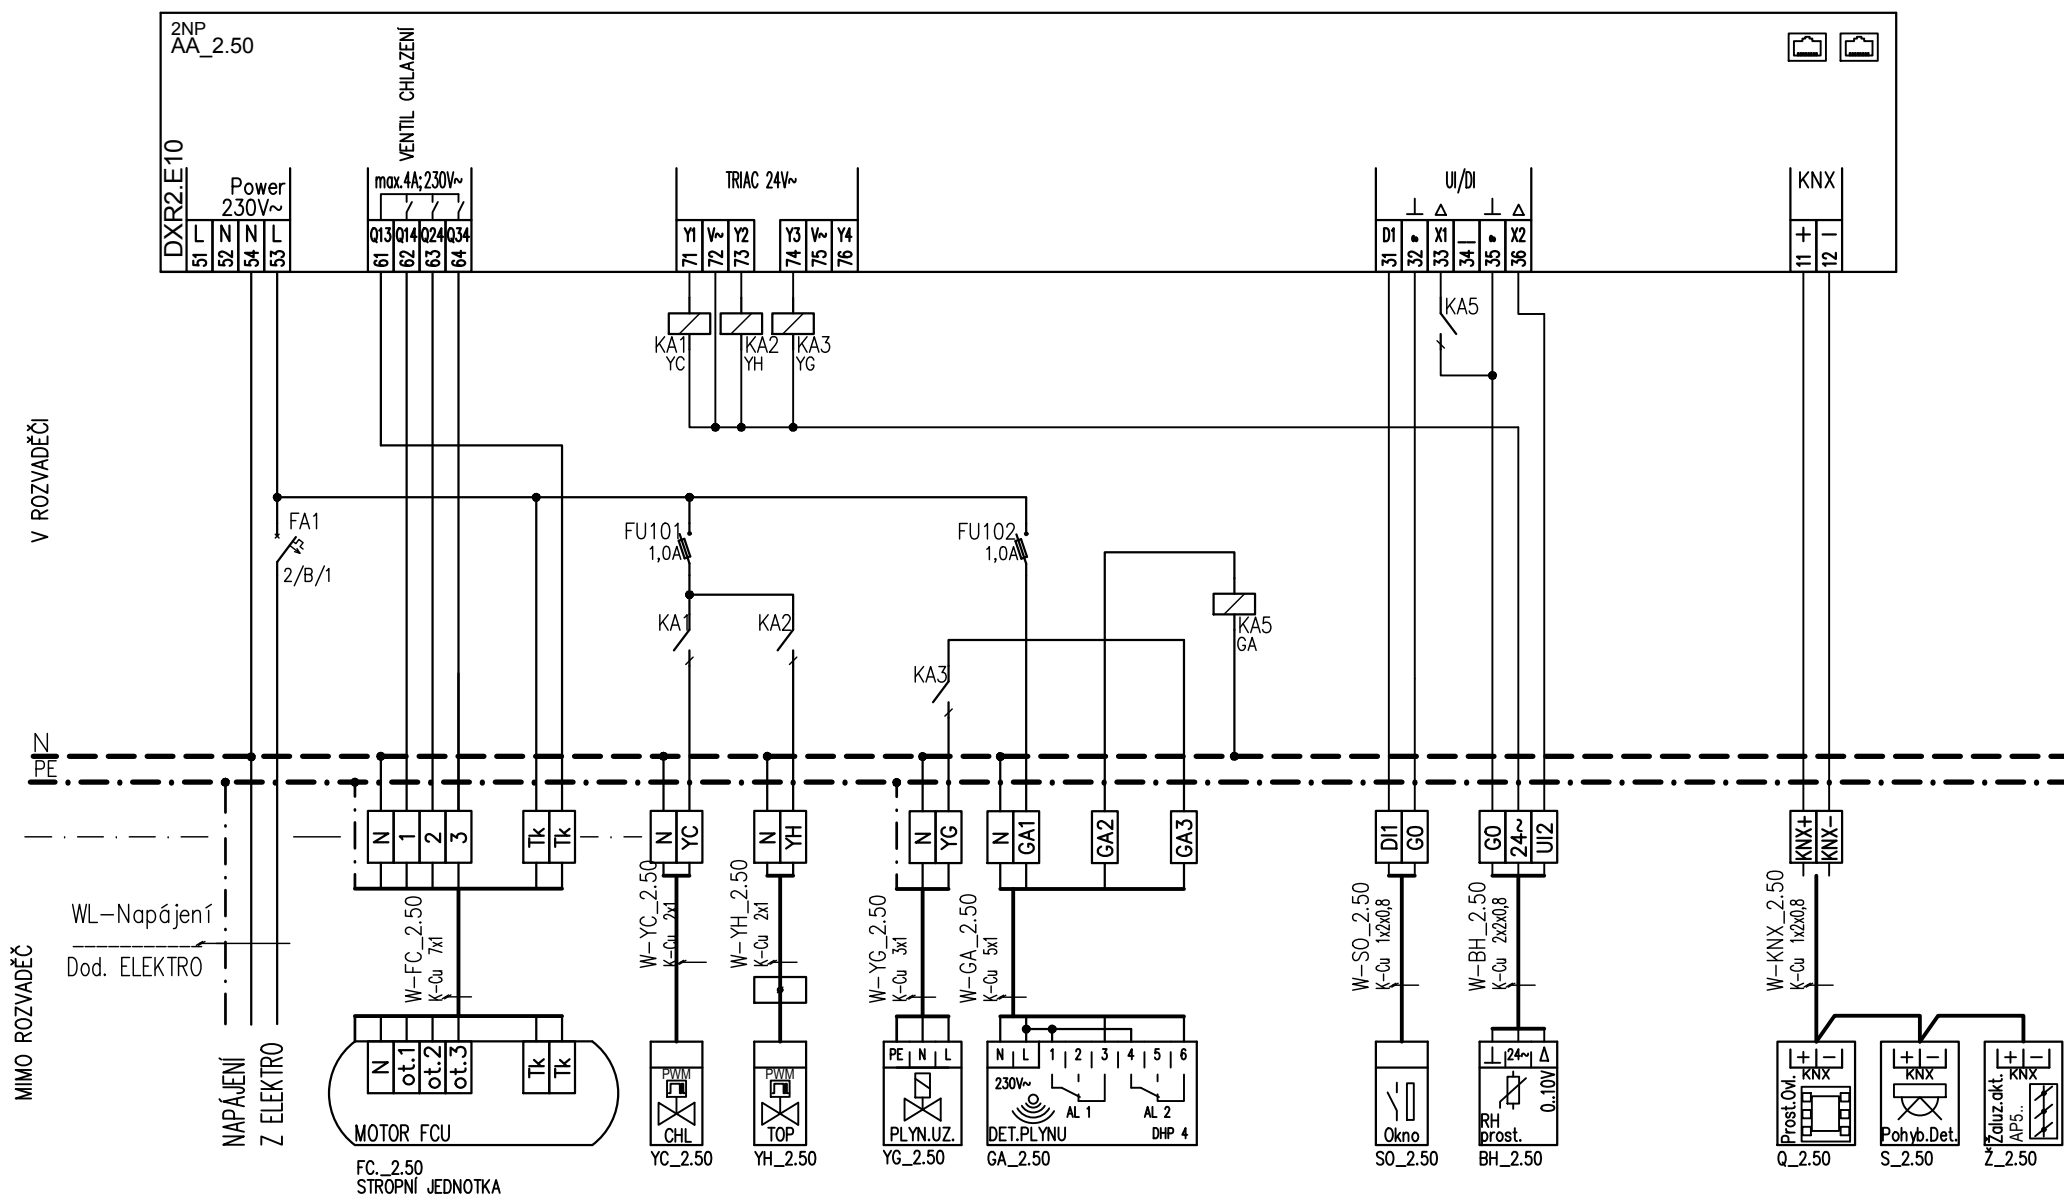 2NP
AA_2.50
DXR2.E10
VENTIL CHLAZENÍ
Power
230V~
L N N L
51 52 54 53
max.4A;230V~
Q13 Q14 Q24 Q34
61 62 63 64
TRIAC 24V~
Y1 V~ Y2
71 72 73
Y3 V~ Y4
74 75 76
UI/DI
⊥ Δ ⊥ Δ
D1 X1 X2
31 32 33 34 35 36
KNX
+ −
11 12
KA1
YC
KA2
YH
KA3
YG
KA5
V ROZVADĚČI
FA1
2/B/1
FU101
1,0A
FU102
1,0A
KA1
KA2
KA3
KA5
GA
N
PE
N 1 2 3
Tk Tk
N YC
N YH
N YG
N GA1
GA2
GA3
DI1 G0
G0 24~ UI2
KNX+ KNX-
MIMO ROZVADĚČ
WL-Napájení
Dod. ELEKTRO
NAPÁJENÍ
Z ELEKTRO
W-FC_2.50
K-Cu 7x1
W-YC_2.50
K-Cu 2x1
W-YH_2.50
K-Cu 2x1
W-YG_2.50
K-Cu 3x1
W-GA_2.50
K-Cu 5x1
W-SO_2.50
K-Cu 1x2x0,8
W-BH_2.50
K-Cu 2x2x0,8
W-KNX_2.50
K-Cu 1x2x0,8
N ot.1 ot.2 ot.3
Tk Tk
MOTOR FCU
FC._2.50
STROPNÍ JEDNOTKA
PWM
CHL
YC_2.50
PWM
TOP
YH_2.50
PE N L
PLYN.UZ.
YG_2.50
N L 1 2 3 4 5 6
230V~
AL 1
AL 2
DET.PLYNU
DHP 4
GA_2.50
Okno
SO_2.50
⊥ 24~ Δ
0..10V
RH
prost.
BH_2.50
+ −
KNX
Prost.Ovl.
Q_2.50
+ −
KNX
Pohyb.Det.
S_2.50
+ −
KNX
Žaluz.akt.
AP5..
Ž_2.50